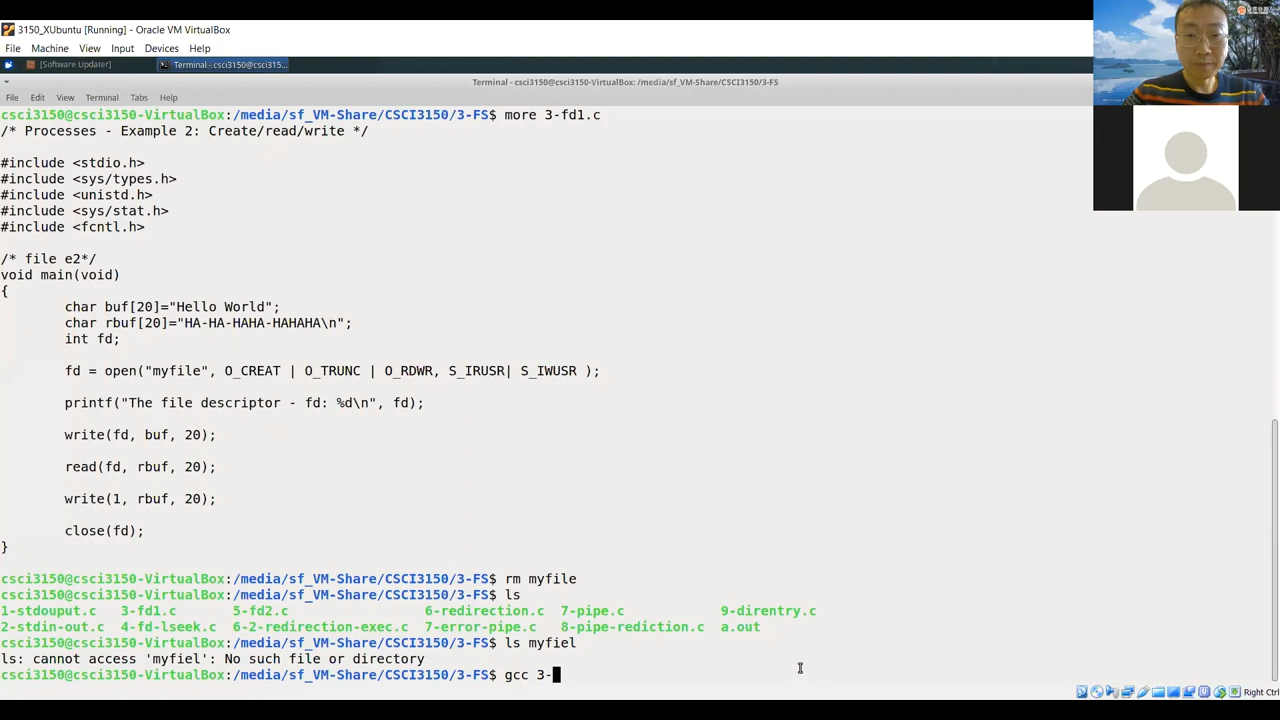 3150_XUbuntu [Running] - Oracle VM VirtualBox
File Machine View Input Devices Help
[Software Updater] Terminal - csci3150@csci315...
Terminal - csci3150@csci3150-VirtualBox: /media/sf_VM-Share/CSCI3150/3-FS
File Edit View Terminal Tabs Help
csci3150@csci3150-VirtualBox:/media/sf_VM-Share/CSCI3150/3-FS$ more 3-fd1.c
/* Processes - Example 2: Create/read/write */
#include <stdio.h>
#include <sys/types.h>
#include <unistd.h>
#include <sys/stat.h>
#include <fcntl.h>
/* file e2*/
void main(void)
{
char buf[20]="Hello World";
char rbuf[20]="HA-HA-HAHA-HAHAHA\n";
int fd;
fd = open("myfile", O_CREAT | O_TRUNC | O_RDWR, S_IRUSR| S_IWUSR );
printf("The file descriptor - fd: %d\n", fd);
write(fd, buf, 20);
read(fd, rbuf, 20);
write(1, rbuf, 20);
close(fd);
}
csci3150@csci3150-VirtualBox:/media/sf_VM-Share/CSCI3150/3-FS$ rm myfile
csci3150@csci3150-VirtualBox:/media/sf_VM-Share/CSCI3150/3-FS$ ls
1-stdouput.c 3-fd1.c 5-fd2.c 6-redirection.c 7-pipe.c 9-direntry.c
2-stdin-out.c 4-fd-lseek.c 6-2-redirection-exec.c 7-error-pipe.c 8-pipe-rediction.c a.out
csci3150@csci3150-VirtualBox:/media/sf_VM-Share/CSCI3150/3-FS$ ls myfiel
ls: cannot access 'myfiel': No such file or directory
csci3150@csci3150-VirtualBox:/media/sf_VM-Share/CSCI3150/3-FS$ gcc 3-
Right Ctrl